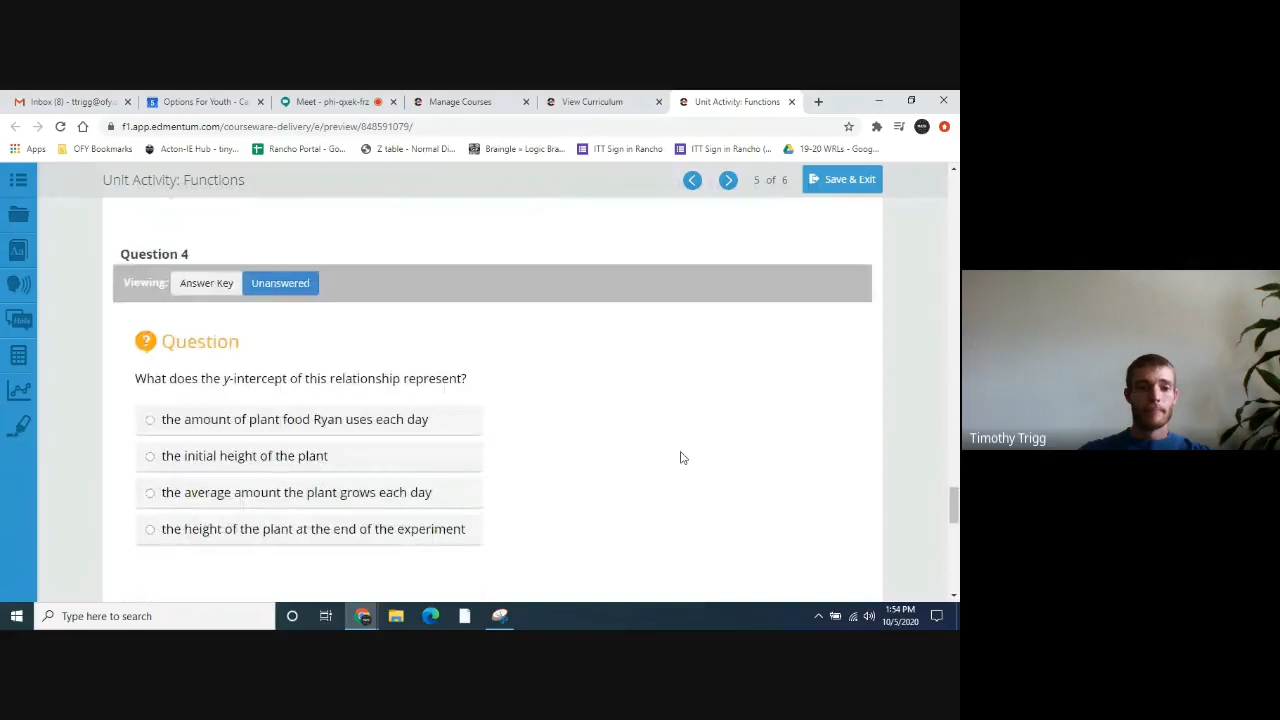 Inbox (8) - ttrigg@ofy.
Options For Youth - Ca
Meet - phi-qxek-frz
Manage Courses
View Curriculum
Unit Activity: Functions
f1.app.edmentum.com/courseware-delivery/e/preview/848591079/
Apps
OFY Bookmarks
Acton-IE Hub - tiny...
Rancho Portal - Go...
Z table - Normal Di...
Braingle » Logic Bra...
ITT Sign in Rancho
ITT Sign in Rancho (...
19-20 WRLs - Goog...
Unit Activity: Functions
5 of 6
Save & Exit
Question 4
Viewing:
Answer Key
Unanswered
? Question
What does the y-intercept of this relationship represent?
the amount of plant food Ryan uses each day
the initial height of the plant
the average amount the plant grows each day
the height of the plant at the end of the experiment
Aa
Hola
Timothy Trigg
Type here to search
1:54 PM
10/5/2020